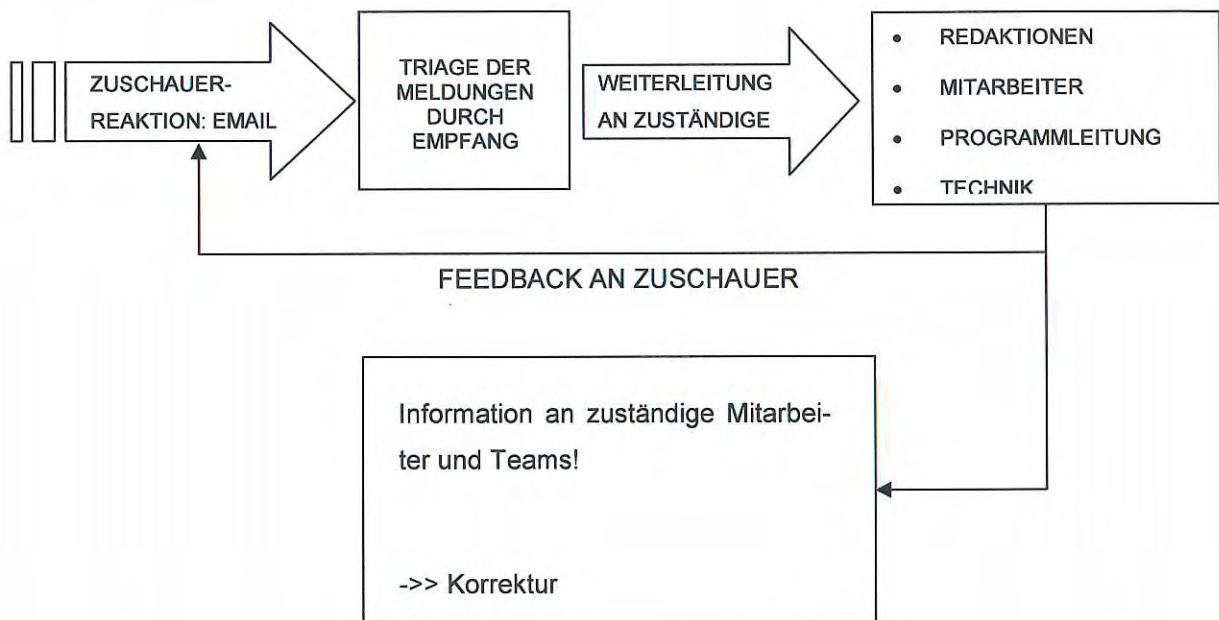 ZUSCHAUER-
REAKTION: EMAIL
TRIAGE DER
MELDUNGEN
DURCH
EMPFANG
WEITERLEITUNG
AN ZUSTÄNDIGE
• REDAKTIONEN
• MITARBEITER
• PROGRAMMLEITUNG
• TECHNIK
FEEDBACK AN ZUSCHAUER
Information an zuständige Mitarbei-
ter und Teams!
->> Korrektur